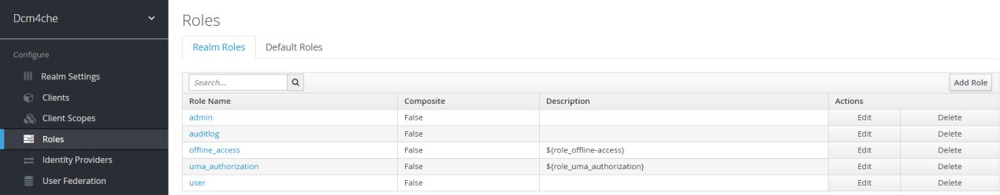 Dcm4che
Roles
Configure
Realm Settings
Clients
Client Scopes
Roles
Identity Providers
User Federation
Realm Roles Default Roles
Search... Add Role
Role Name Composite Description Actions
admin False Edit Delete
auditlog False Edit Delete
offline_access False ${role_offline-access} Edit Delete
uma_authorization False ${role_uma_authorization} Edit Delete
user False Edit Delete